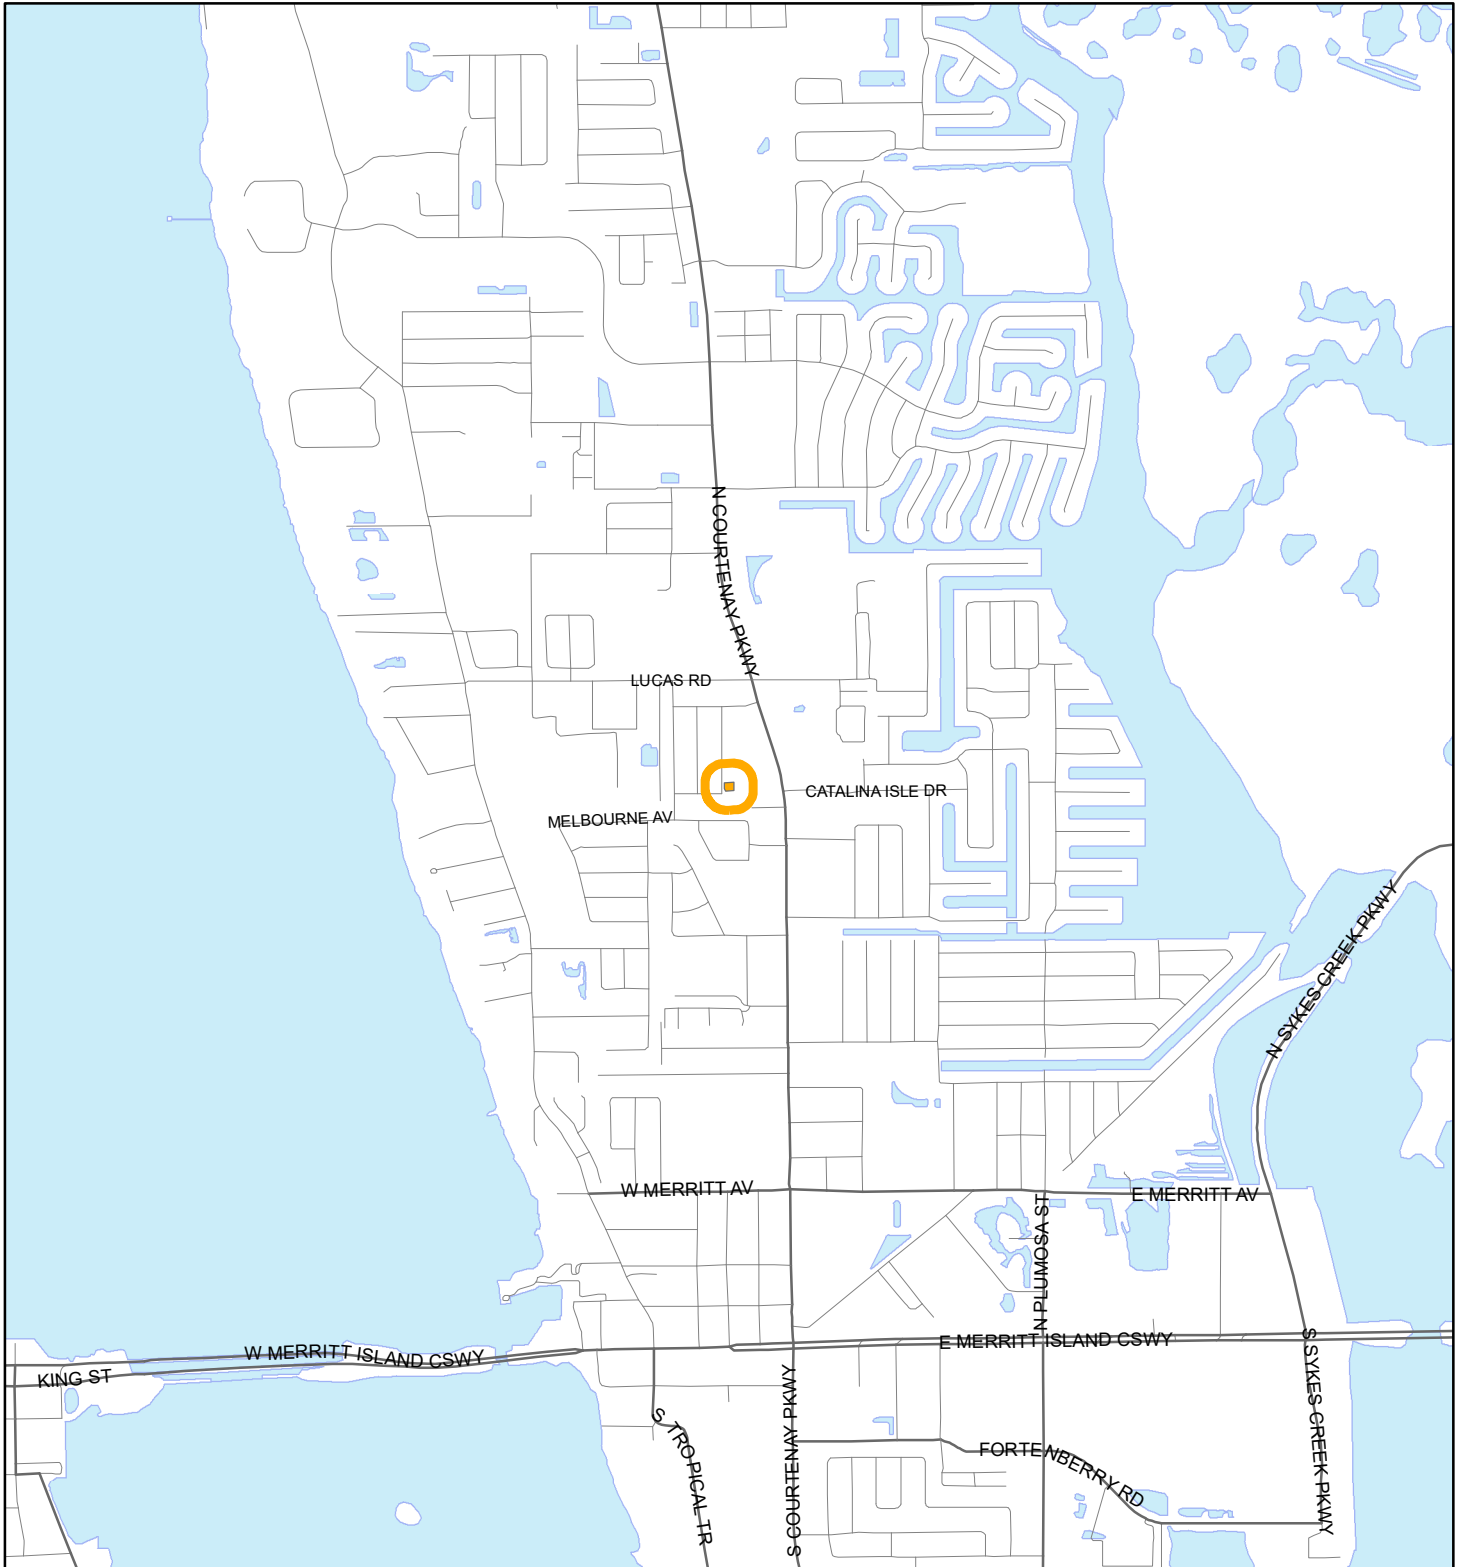 N COURTENAY PKWY
LUCAS RD
CATALINA ISLE DR
MELBOURNE AV
N SYKES CREEK PKWY
W MERRITT AV
E MERRITT AV
N PLUMOSA ST
E MERRITT ISLAND CSWY
W MERRITT ISLAND CSWY
KING ST
S SYKES CREEK PKWY
S COURTENAY PKWY
S TROPICAL TR
FORTENBERRY RD